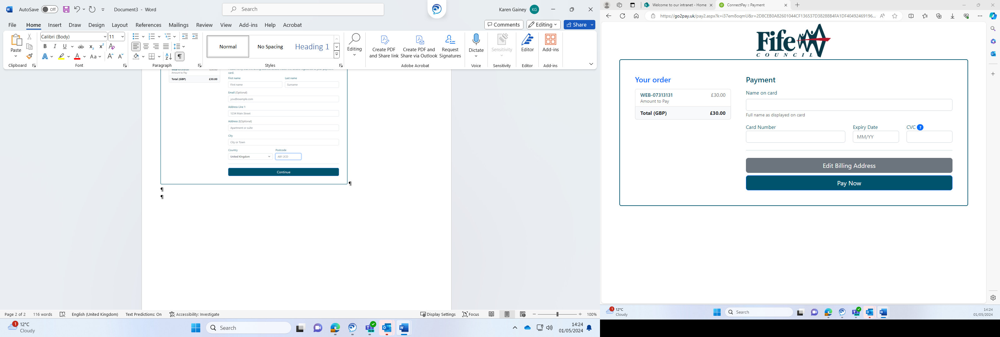 AutoSave Off Document3 - Word Search Karen Gainey KG
File Home Insert Draw Design Layout References Mailings Review View Add-ins Help Acrobat Comments Editing Share
Calibri (Body) 11
Paste
B I U ab x2 x2 A
A A Aa A A
Normal No Spacing Heading 1
Editing
Create PDF and Share link
Create PDF and Share via Outlook
Request Signatures
Dictate
Sensitivity
Editor
Add-ins
Clipboard Font Paragraph Styles Adobe Acrobat Voice Sensitivity Editor Add-ins
Amount to Pay
Total (GBP) £30.00
card.
First name Last name
First name Surname
Email (Optional)
you@example.com
Address Line 1
1234 Main Street
Address 2(Optional)
Apartment or suite
City
City or Town
Country Postcode
United Kingdom AB1 2CD
Continue
¶
¶
¶
Page 2 of 2 116 words English (United Kingdom) Text Predictions: On Accessibility: Investigate Display Settings Focus 100%
1 12°C
Cloudy
Search
NEW
14:24
01/05/2024
Welcome to our intranet - Home ConnectPay :: Payment
https://go2pay.uk/pay2.aspx?k=i37em8oqmU&r=2D8CEB0A82601044CF136537D38288B4FA1DF40492469196...
Fife
COUNCIL
Your order
WEB-07313131 £30.00
Amount to Pay
Total (GBP) £30.00
Payment
Name on card
Full name as displayed on card
Card Number Expiry Date CVC ?
MM/YY
Edit Billing Address
Pay Now
1 12°C
Cloudy
Search
NEW
14:24
01/05/2024